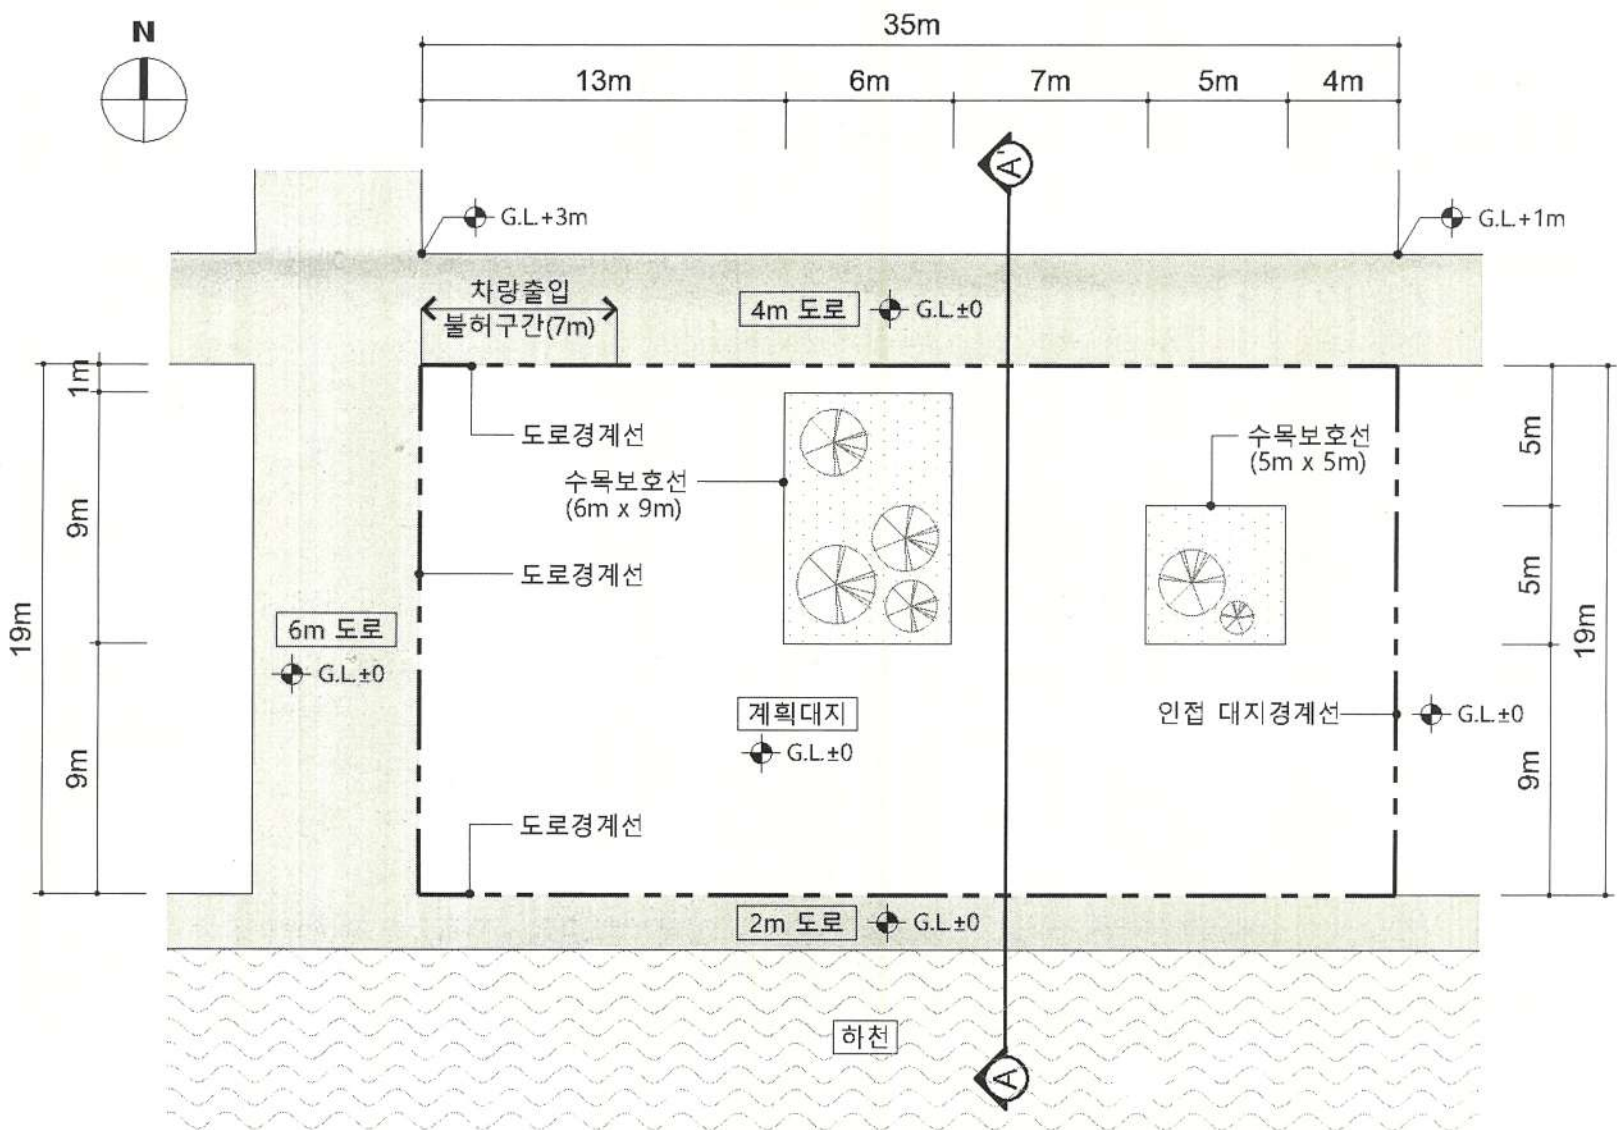 N
35m
13m
6m
7m
5m
4m
A'
G.L.+3m
G.L.+1m
차량출입
불허구간(7m)
4m 도로
G.L.±0
1m
도로경계선
수목보호선
(6m x 9m)
수목보호선
(5m x 5m)
5m
9m
도로경계선
5m
19m
6m 도로
G.L.±0
19m
계획대지
G.L.±0
인접 대지경계선
G.L.±0
9m
9m
도로경계선
2m 도로
G.L.±0
하천
A